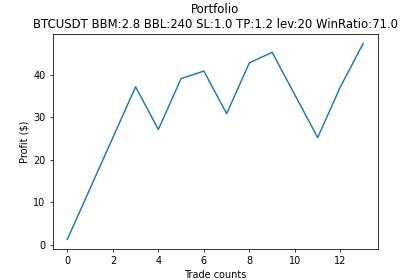 Portfolio
BTCUSDT BBM:2.8 BBL:240 SL:1.0 TP:1.2 lev:20 WinRatio:71.0
Profit ($)
40
30
20
10
0
0 2 4 6 8 10 12
Trade counts